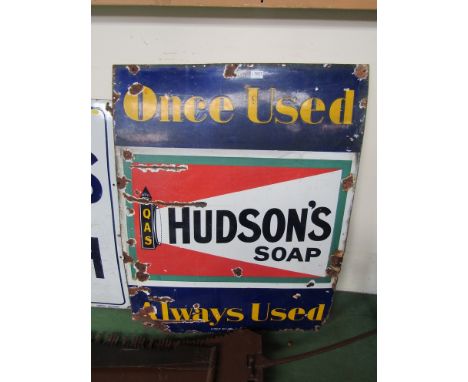 Once Used
QAS
HUDSON'S
SOAP
Always Used